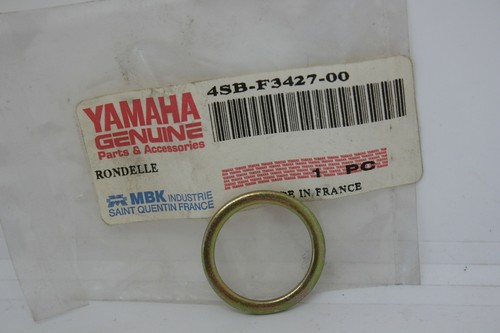 4SB-F3427-00
YAMAHA
GENUINE
Parts & Accessories
RONDELLE
1 PC
MBK INDUSTRIE
SAINT QUENTIN FRANCE
IN FRANCE